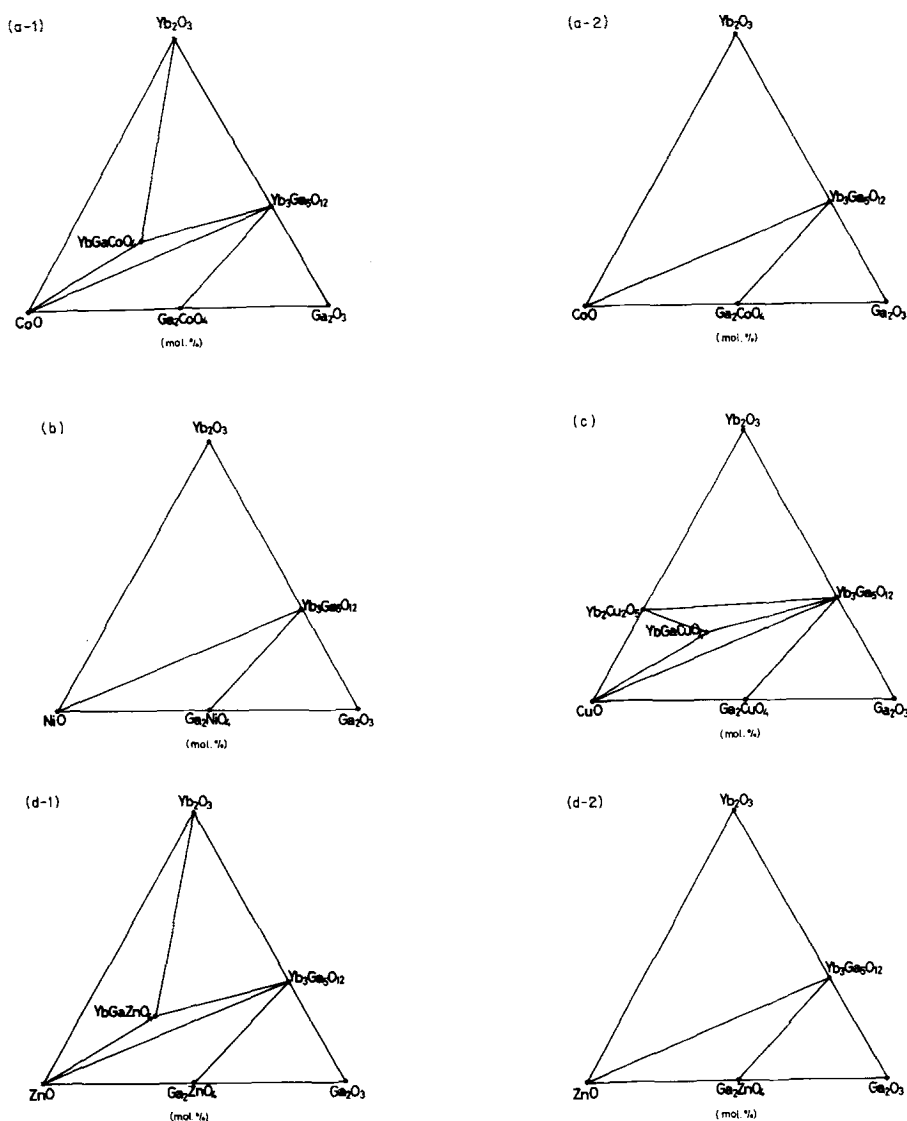 (a-1)
Yb₂O₃
YbGaCoO₄
Yb₃Ga₅O₁₂
CoO
Ga₂CoO₄
Ga₂O₃
(mol.%)
(a-2)
Yb₂O₃
Yb₃Ga₅O₁₂
CoO
Ga₂CoO₄
Ga₂O₃
(mol.%)
(b)
Yb₂O₃
Yb₃Ga₅O₁₂
NiO
Ga₂NiO₄
Ga₂O₃
(mol.%)
(c)
Yb₂O₃
Yb₂Cu₂O₅
YbGaCuO₄
Yb₃Ga₅O₁₂
CuO
Ga₂CuO₄
Ga₂O₃
(mol.%)
(d-1)
Yb₂O₃
YbGaZnO₄
Yb₃Ga₅O₁₂
ZnO
Ga₂ZnO₄
Ga₂O₃
(mol.%)
(d-2)
Yb₂O₃
Yb₃Ga₅O₁₂
ZnO
Ga₂ZnO₄
Ga₂O₃
(mol.%)